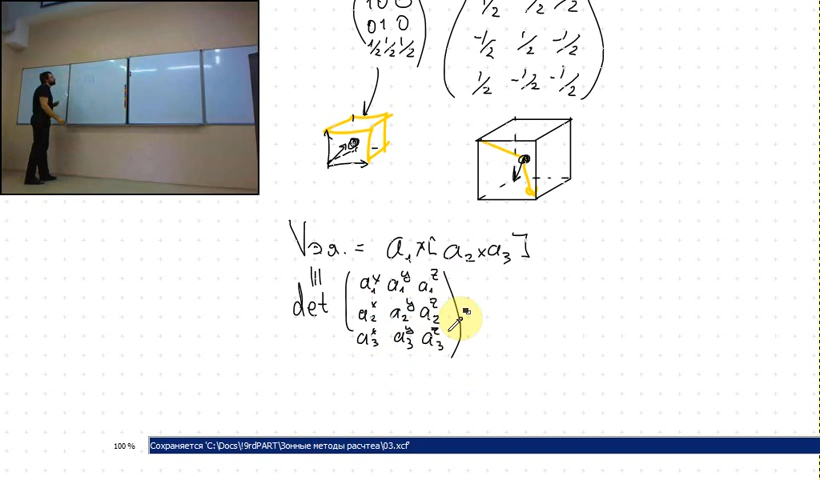 1 0 0
0 1 0
1/2 1/2 1/2
1/2 1/2 1/2
-1/2 1/2 -1/2
1/2 -1/2 -1/2
Vэ.я. = a₁×[a₂×a₃]
|||
det
a₁ˣ a₁ʸ a₁ᶻ
a₂ˣ a₂ʸ a₂ᶻ
a₃ˣ a₃ʸ a₃ᶻ
100 % Сохраняется 'C:\Docs\!9rdPART\Зонные методы расчтеа\03.xcf'